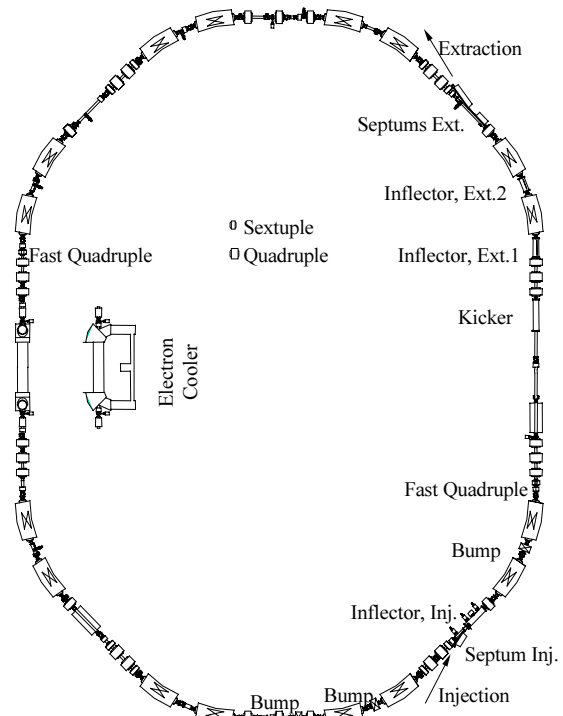 Extraction
Septums Ext.
Inflector, Ext.2
Sextuple
Fast Quadruple
Quadruple
Inflector, Ext.1
Kicker
Electron
Cooler
Fast Quadruple
Bump
Inflector, Inj.
Septum Inj.
Bump
Bump
Injection